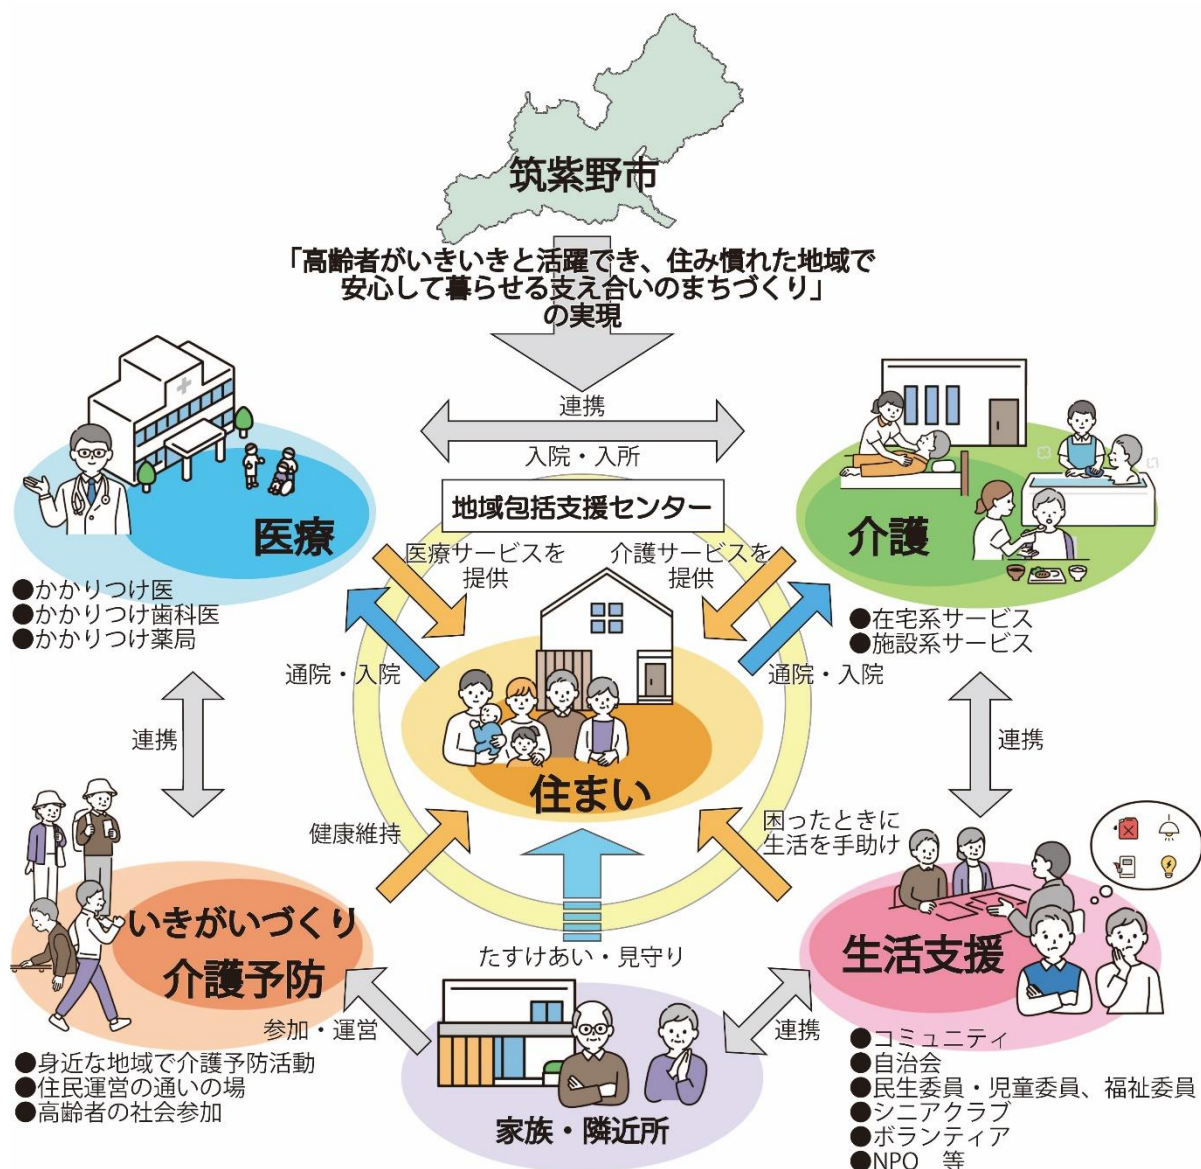 筑紫野市
「高齢者がいきいきと活躍でき、住み慣れた地域で
安心して暮らせる支え合いのまちづくり」
の実現
連携
入院・入所
地域包括支援センター
医療
●かかりつけ医
●かかりつけ歯科医
●かかりつけ薬局
医療サービスを
提供
通院・入院
介護サービスを
提供
通院・入院
介護
●在宅系サービス
●施設系サービス
住まい
連携
連携
健康維持
困ったときに
生活を手助け
いきがいづくり
介護予防
●身近な地域で介護予防活動
●住民運営の通いの場
●高齢者の社会参加
たすけあい・見守り
参加・運営
連携
家族・隣近所
生活支援
●コミュニティ
●自治会
●民生委員・児童委員、福祉委員
●シニアクラブ
●ボランティア
●NPO　等